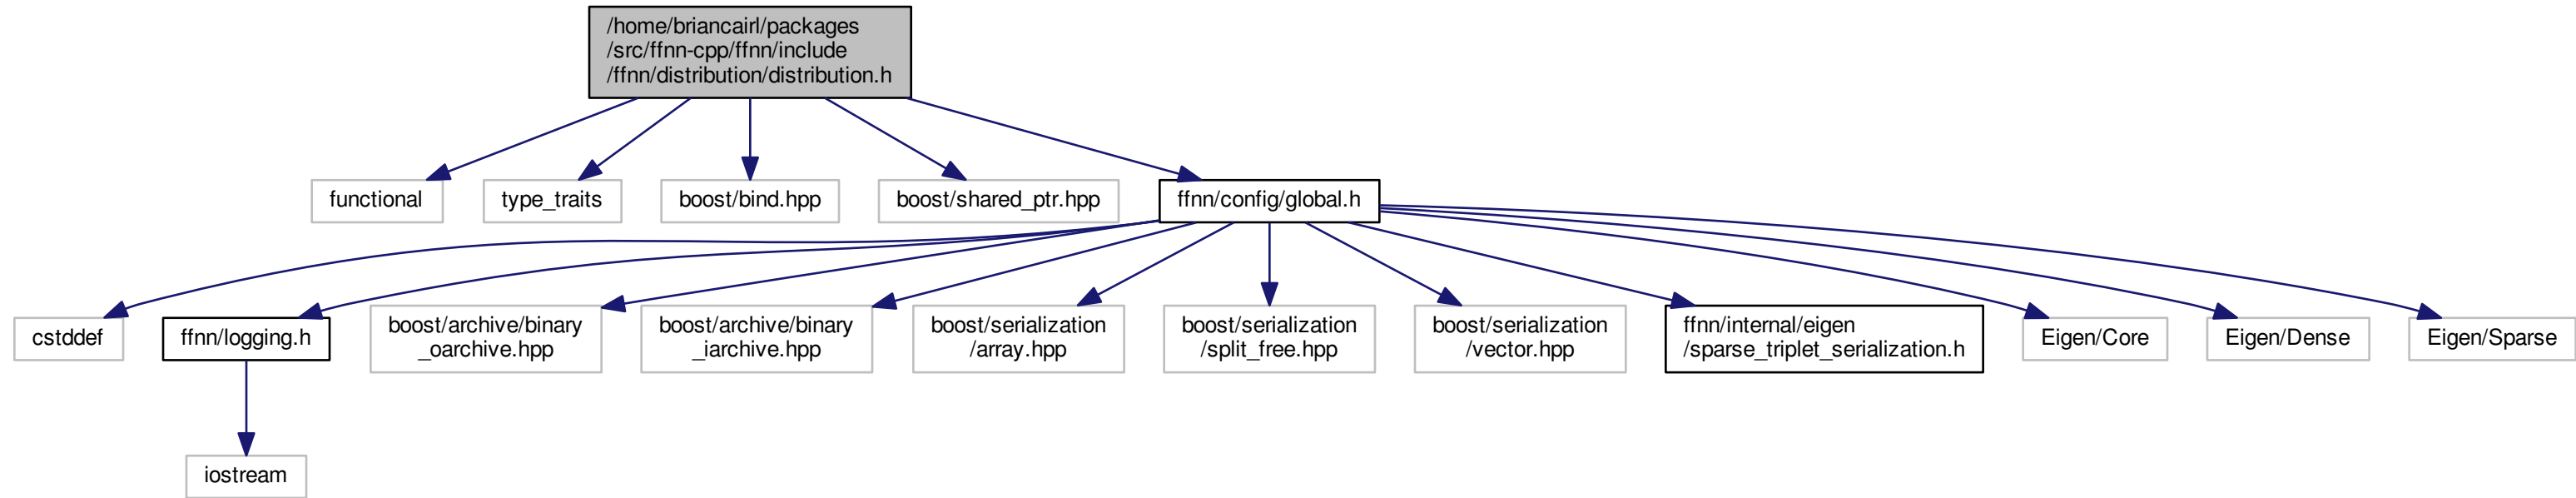 /home/briancairl/packages
/src/ffnn-cpp/ffnn/include
/ffnn/distribution/distribution.h
functional
type_traits
boost/bind.hpp
boost/shared_ptr.hpp
ffnn/config/global.h
cstddef
ffnn/logging.h
boost/archive/binary
_oarchive.hpp
boost/archive/binary
_iarchive.hpp
boost/serialization
/array.hpp
boost/serialization
/split_free.hpp
boost/serialization
/vector.hpp
ffnn/internal/eigen
/sparse_triplet_serialization.h
Eigen/Core
Eigen/Dense
Eigen/Sparse
iostream